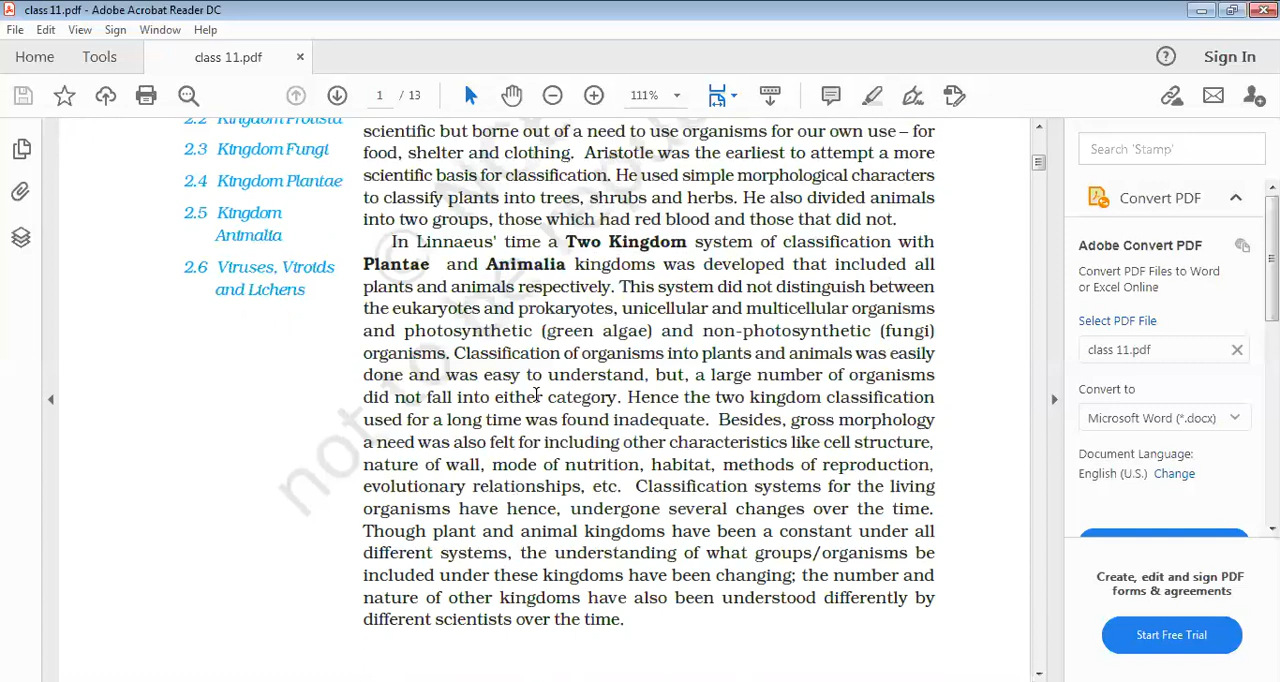 class 11.pdf - Adobe Acrobat Reader DC
File Edit View Sign Window Help
Home Tools class 11.pdf × ? Sign In
1 / 13 111%
2.2 Kingdom Protista
2.3 Kingdom Fungi
2.4 Kingdom Plantae
2.5 Kingdom
Animalia
2.6 Viruses, Viroids
and Lichens
scientific but borne out of a need to use organisms for our own use – for
food, shelter and clothing. Aristotle was the earliest to attempt a more
scientific basis for classification. He used simple morphological characters
to classify plants into trees, shrubs and herbs. He also divided animals
into two groups, those which had red blood and those that did not.
In Linnaeus' time a Two Kingdom system of classification with
Plantae and Animalia kingdoms was developed that included all
plants and animals respectively. This system did not distinguish between
the eukaryotes and prokaryotes, unicellular and multicellular organisms
and photosynthetic (green algae) and non-photosynthetic (fungi)
organisms. Classification of organisms into plants and animals was easily
done and was easy to understand, but, a large number of organisms
did not fall into either category. Hence the two kingdom classification
used for a long time was found inadequate. Besides, gross morphology
a need was also felt for including other characteristics like cell structure,
nature of wall, mode of nutrition, habitat, methods of reproduction,
evolutionary relationships, etc. Classification systems for the living
organisms have hence, undergone several changes over the time.
Though plant and animal kingdoms have been a constant under all
different systems, the understanding of what groups/organisms be
included under these kingdoms have been changing; the number and
nature of other kingdoms have also been understood differently by
different scientists over the time.
not to be
Search 'Stamp'
Convert PDF
Adobe Convert PDF
Convert PDF Files to Word
or Excel Online
Select PDF File
class 11.pdf
Convert to
Microsoft Word (*.docx)
Document Language:
English (U.S.) Change
Create, edit and sign PDF
forms & agreements
Start Free Trial